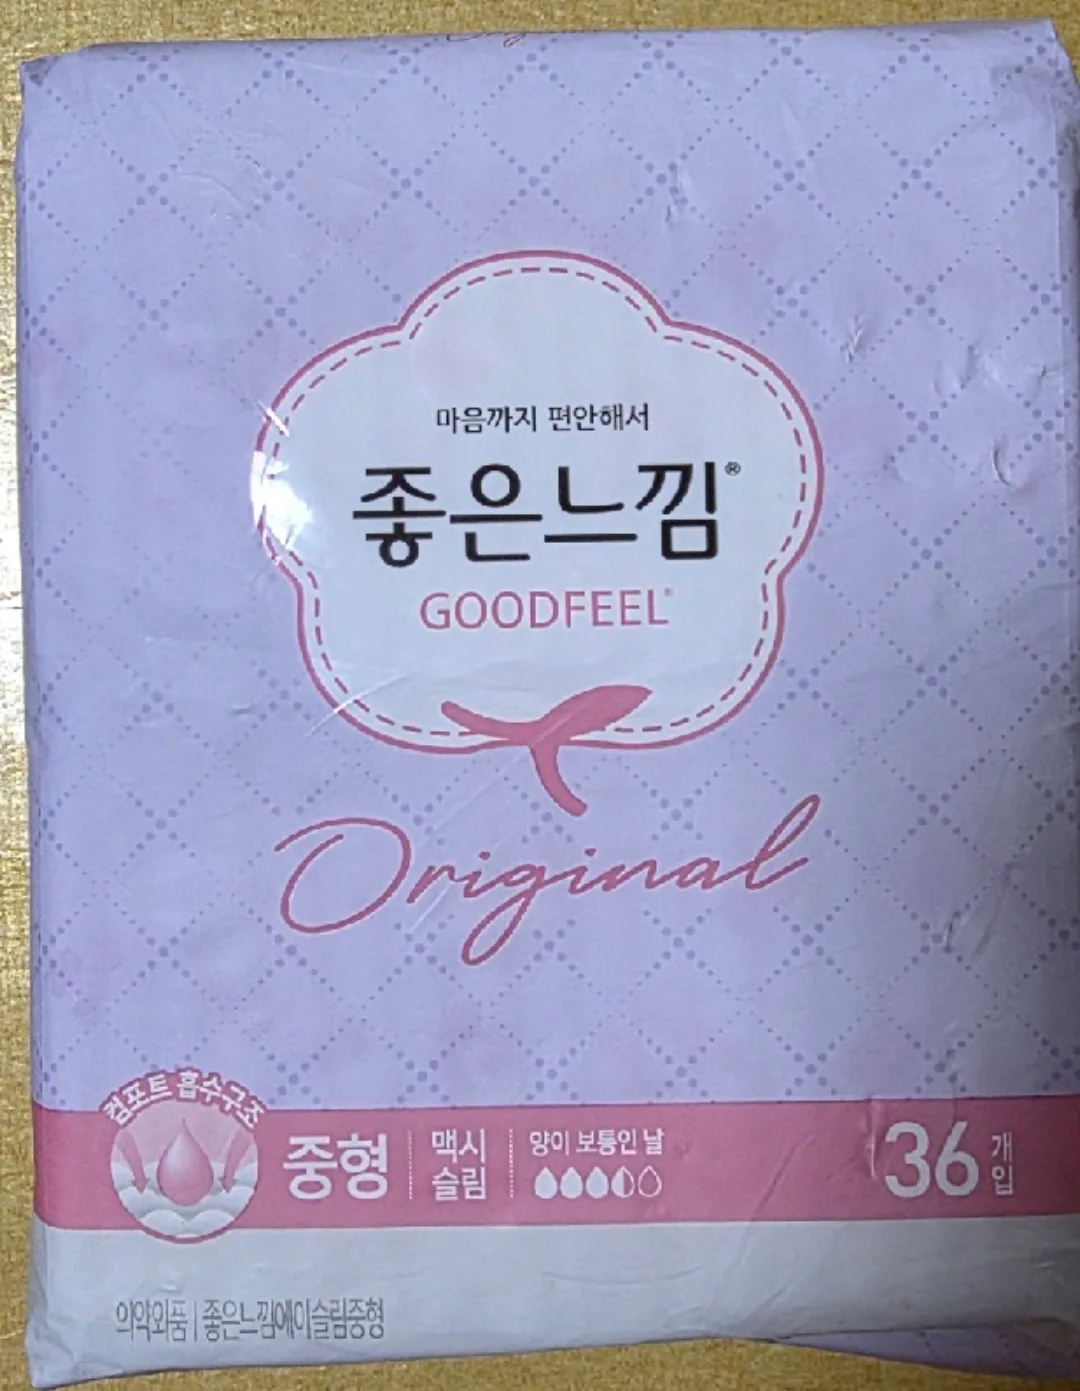 마음까지 편안해서
좋은느낌®
GOODFEEL®
Original
컴포트 흡수구조
중형
맥시
슬림
양이 보통인 날
36개입
의약외품 | 좋은느낌에이슬림중형